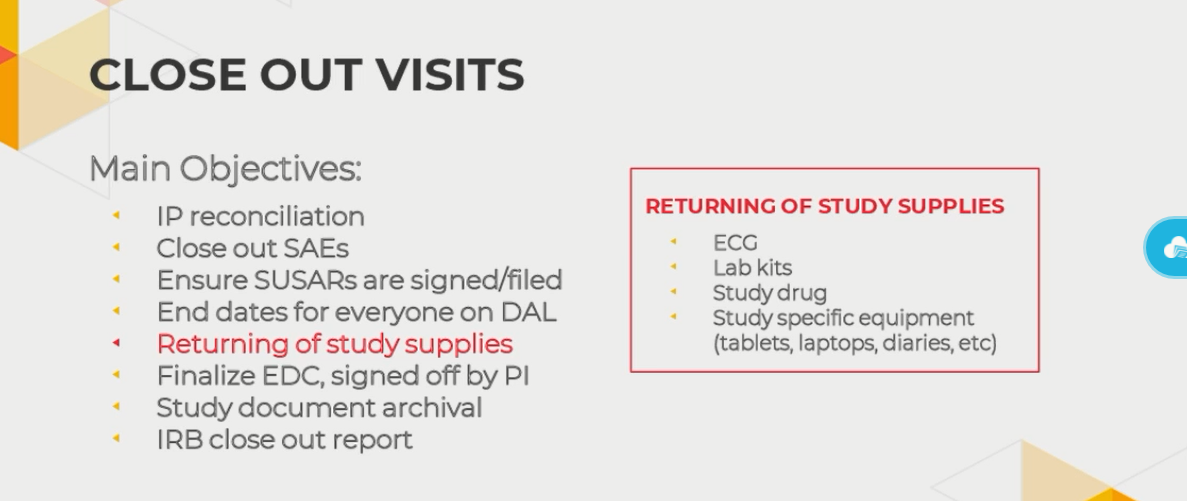 CLOSE OUT VISITS
Main Objectives:
IP reconciliation
Close out SAEs
Ensure SUSARs are signed/filed
End dates for everyone on DAL
Returning of study supplies
Finalize EDC, signed off by PI
Study document archival
IRB close out report
RETURNING OF STUDY SUPPLIES
ECG
Lab kits
Study drug
Study specific equipment
(tablets, laptops, diaries, etc)